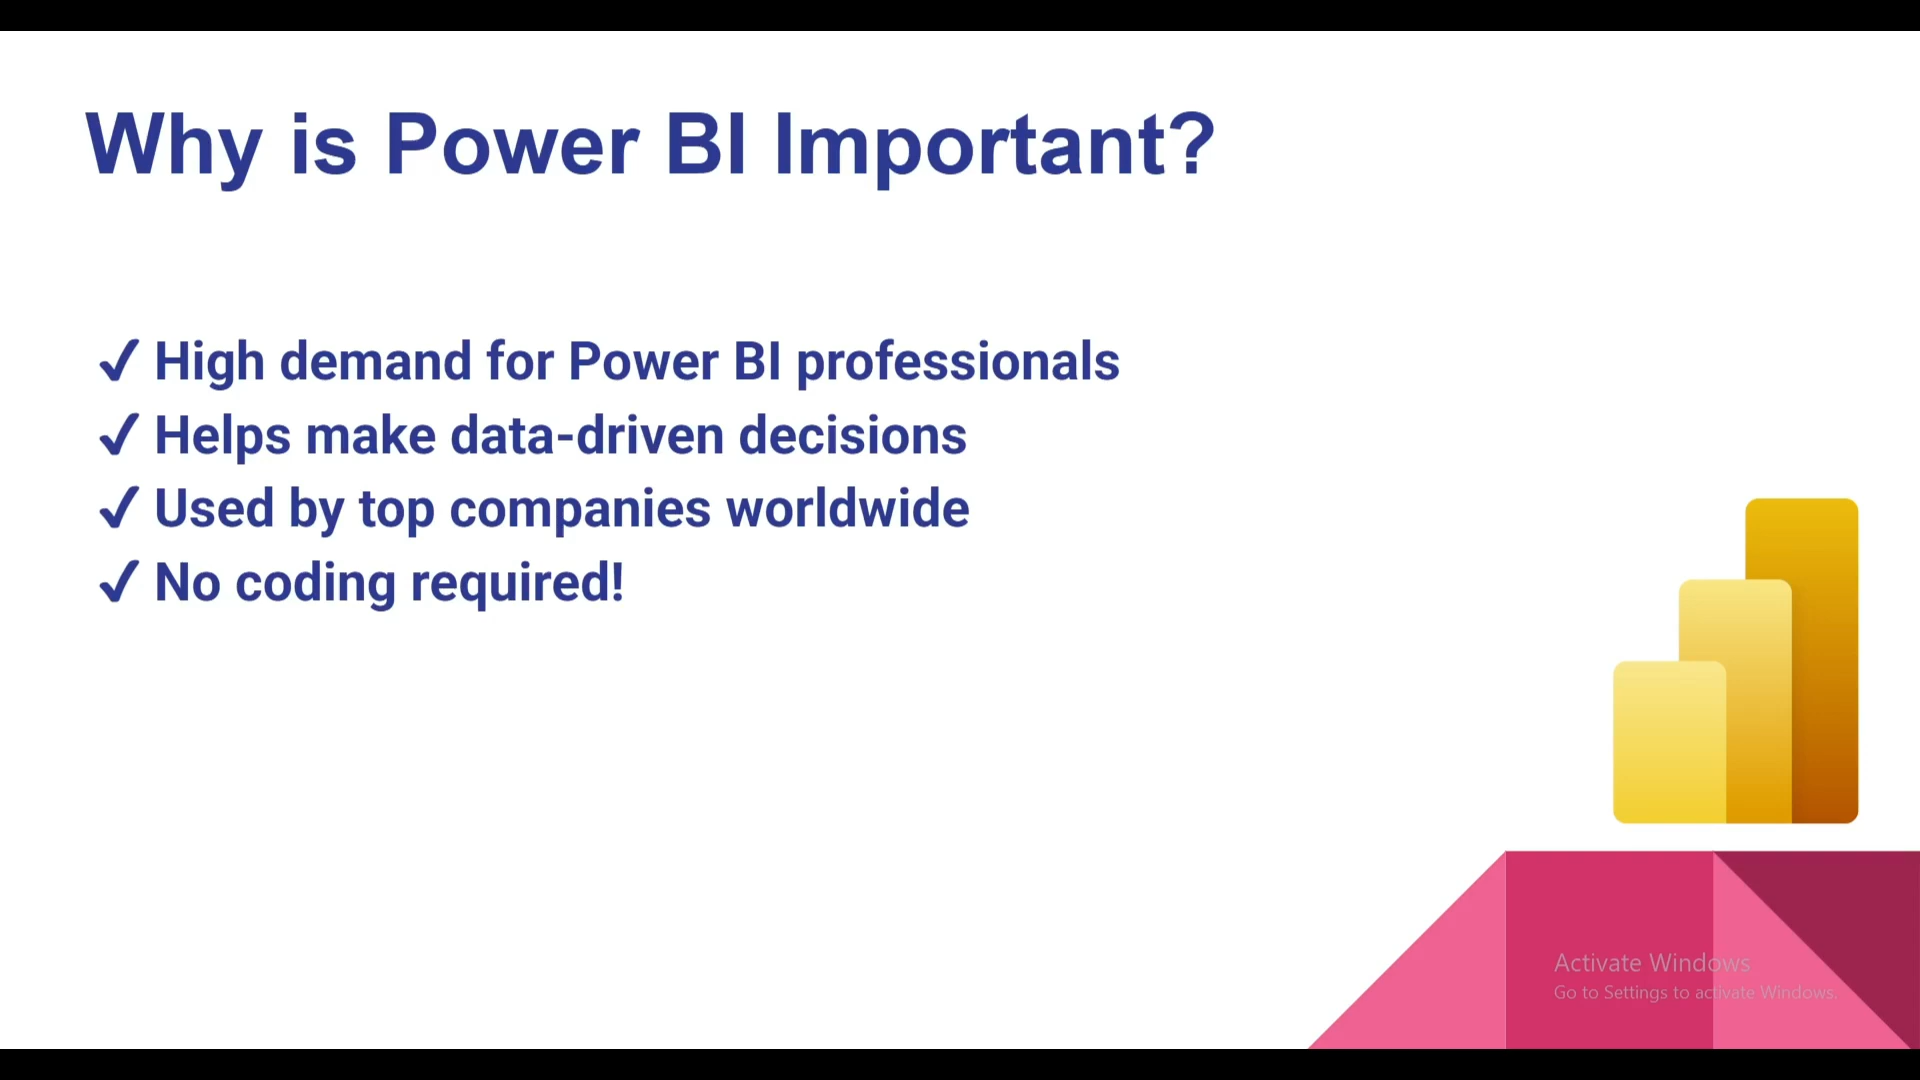 Why is Power BI Important?
✓ High demand for Power BI professionals
✓ Helps make data-driven decisions
✓ Used by top companies worldwide
✓ No coding required!
Activate Windows
Go to Settings to activate Windows.